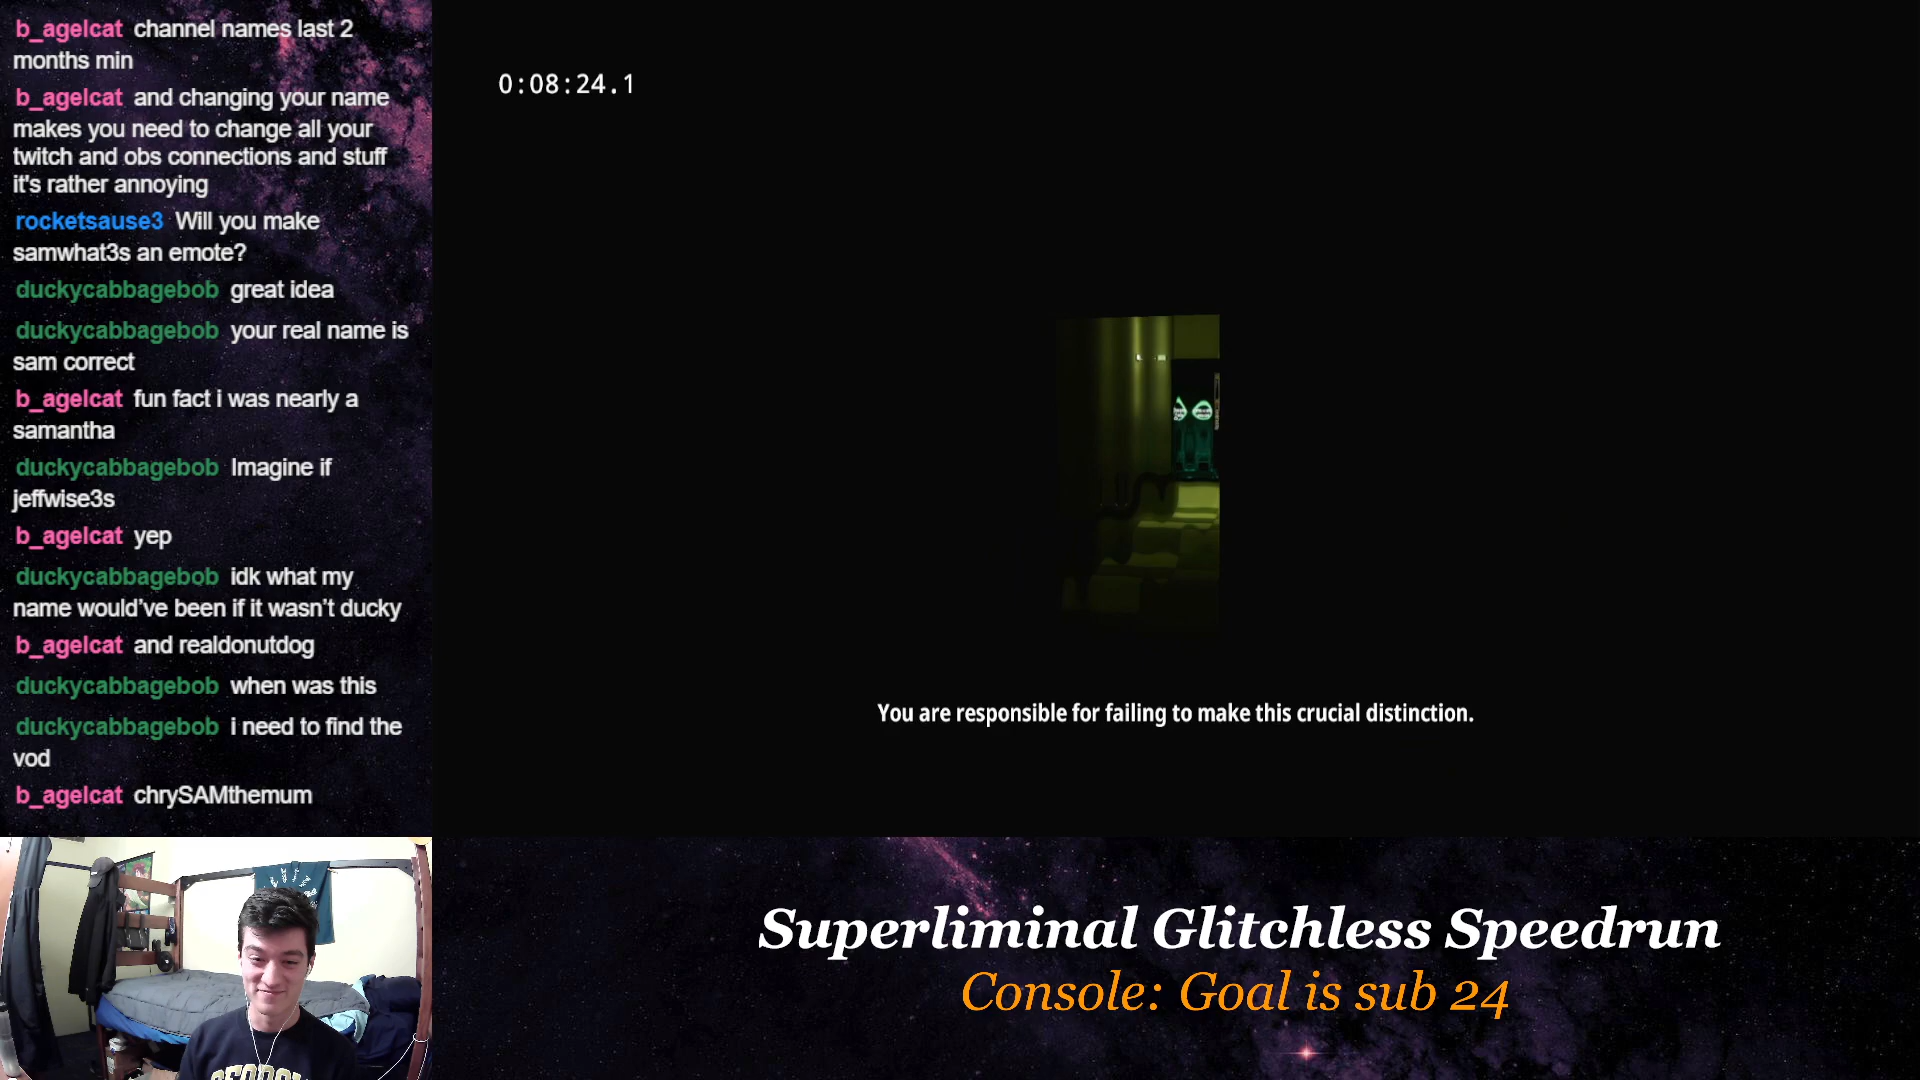 b_agelcat channel names last 2
months min
b_agelcat and changing your name
makes you need to change all your
twitch and obs connections and stuff
it's rather annoying
rocketsause3 Will you make
samwhat3s an emote?
duckycabbagebob great idea
duckycabbagebob your real name is
sam correct
b_agelcat fun fact i was nearly a
samantha
duckycabbagebob Imagine if
jeffwise3s
b_agelcat yep
duckycabbagebob idk what my
name would've been if it wasn't ducky
b_agelcat and realdonutdog
duckycabbagebob when was this
duckycabbagebob i need to find the
vod
b_agelcat chrySAMthemum
0:08:24.1
You are responsible for failing to make this crucial distinction.
Superliminal Glitchless Speedrun
Console: Goal is sub 24